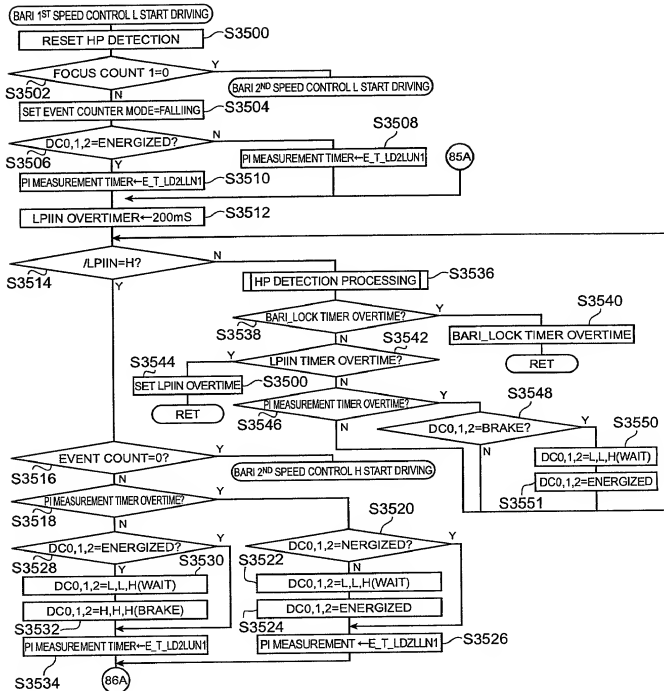 BARI 1ST SPEED CONTROL L START DRIVING
RESET HP DETECTION
S3500
FOCUS COUNT 1=0
Y
S3502
N
BARI 2ND SPEED CONTROL L START DRIVING
SET EVENT COUNTER MODE=FALLIING
S3504
DC0,1,2=ENERGIZED?
N
S3506
Y
S3508
PI MEASUREMENT TIMER←E_T_LD2LUN1
85A
PI MEASUREMENT TIMER←E_T_LD2LLN1
S3510
LPIIN OVERTIMER←200mS
S3512
/LPIIN=H?
N
S3514
Y
HP DETECTION PROCESSING
S3536
BARI_LOCK TIMER OVERTIME?
Y
S3538
N
S3540
BARI_LOCK TIMER OVERTIME
RET
S3542
LPIIN TIMER OVERTIME?
Y
N
S3544
SET LPIIN OVERTIME
S3500
RET
PI MEASUREMENT TIMER OVERTIME?
Y
S3546
N
S3548
DC0,1,2=BRAKE?
Y
N
S3550
DC0,1,2=L,L,H(WAIT)
DC0,1,2=ENERGIZED
S3551
EVENT COUNT=0?
Y
S3516
N
BARI 2ND SPEED CONTROL H START DRIVING
PI MEASUREMENT TIMER OVERTIME?
Y
S3518
N
S3520
DC0,1,2=ENERGIZED?
Y
S3528
Y
S3530
DC0,1,2=L,L,H(WAIT)
DC0,1,2=H,H,H(BRAKE)
S3532
PI MEASUREMENT TIMER←E_T_LD2LUN1
S3534
DC0,1,2=NERGIZED?
Y
S3522
N
DC0,1,2=L,L,H(WAIT)
DC0,1,2=ENERGIZED
S3524
PI MEASUREMENT ←E_T_LDZLLN1
S3526
86A